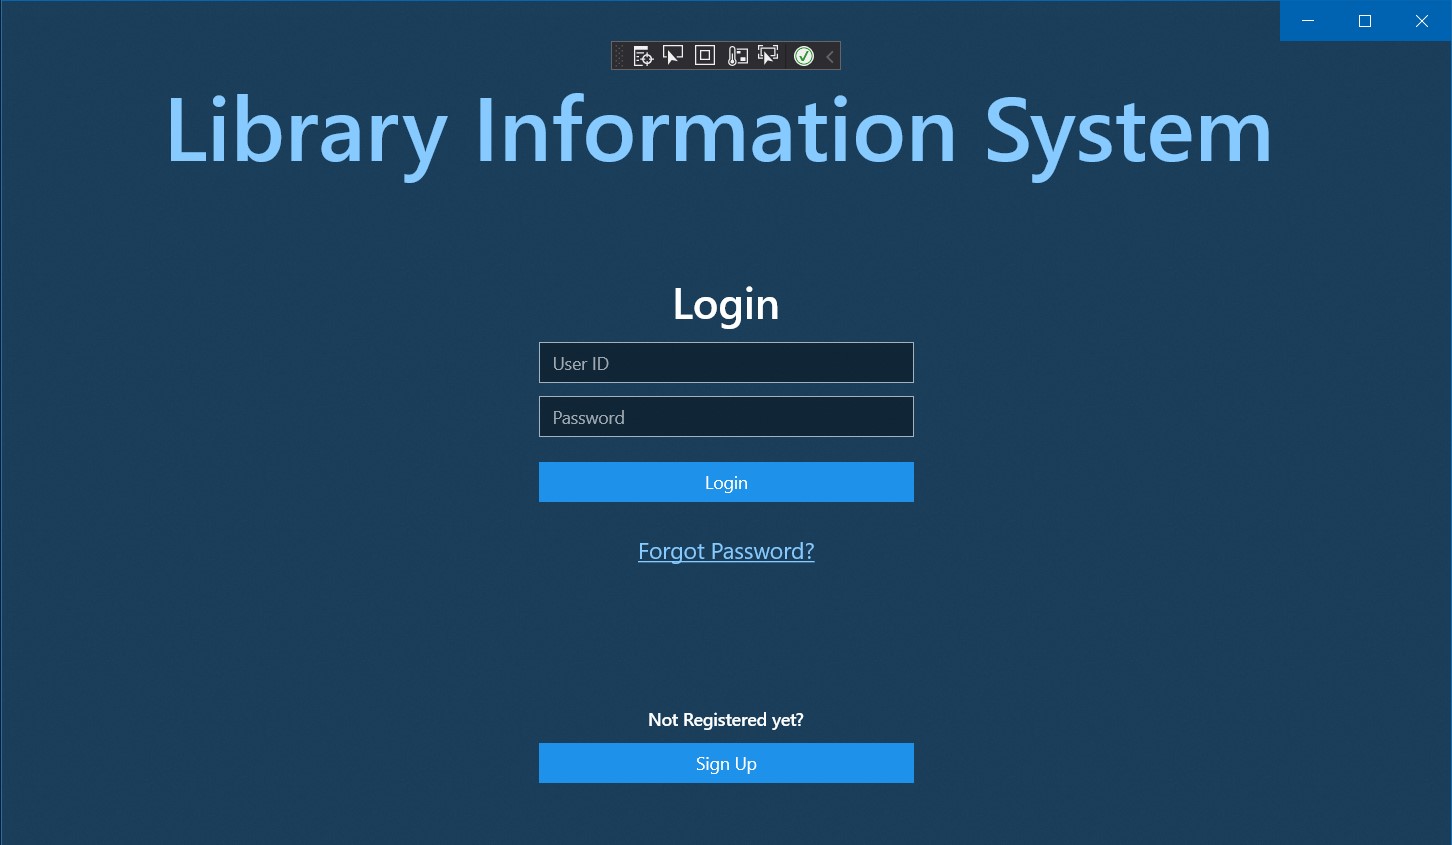 Library Information System
Login
User ID
Password
Login
Forgot Password?
Not Registered yet?
Sign Up